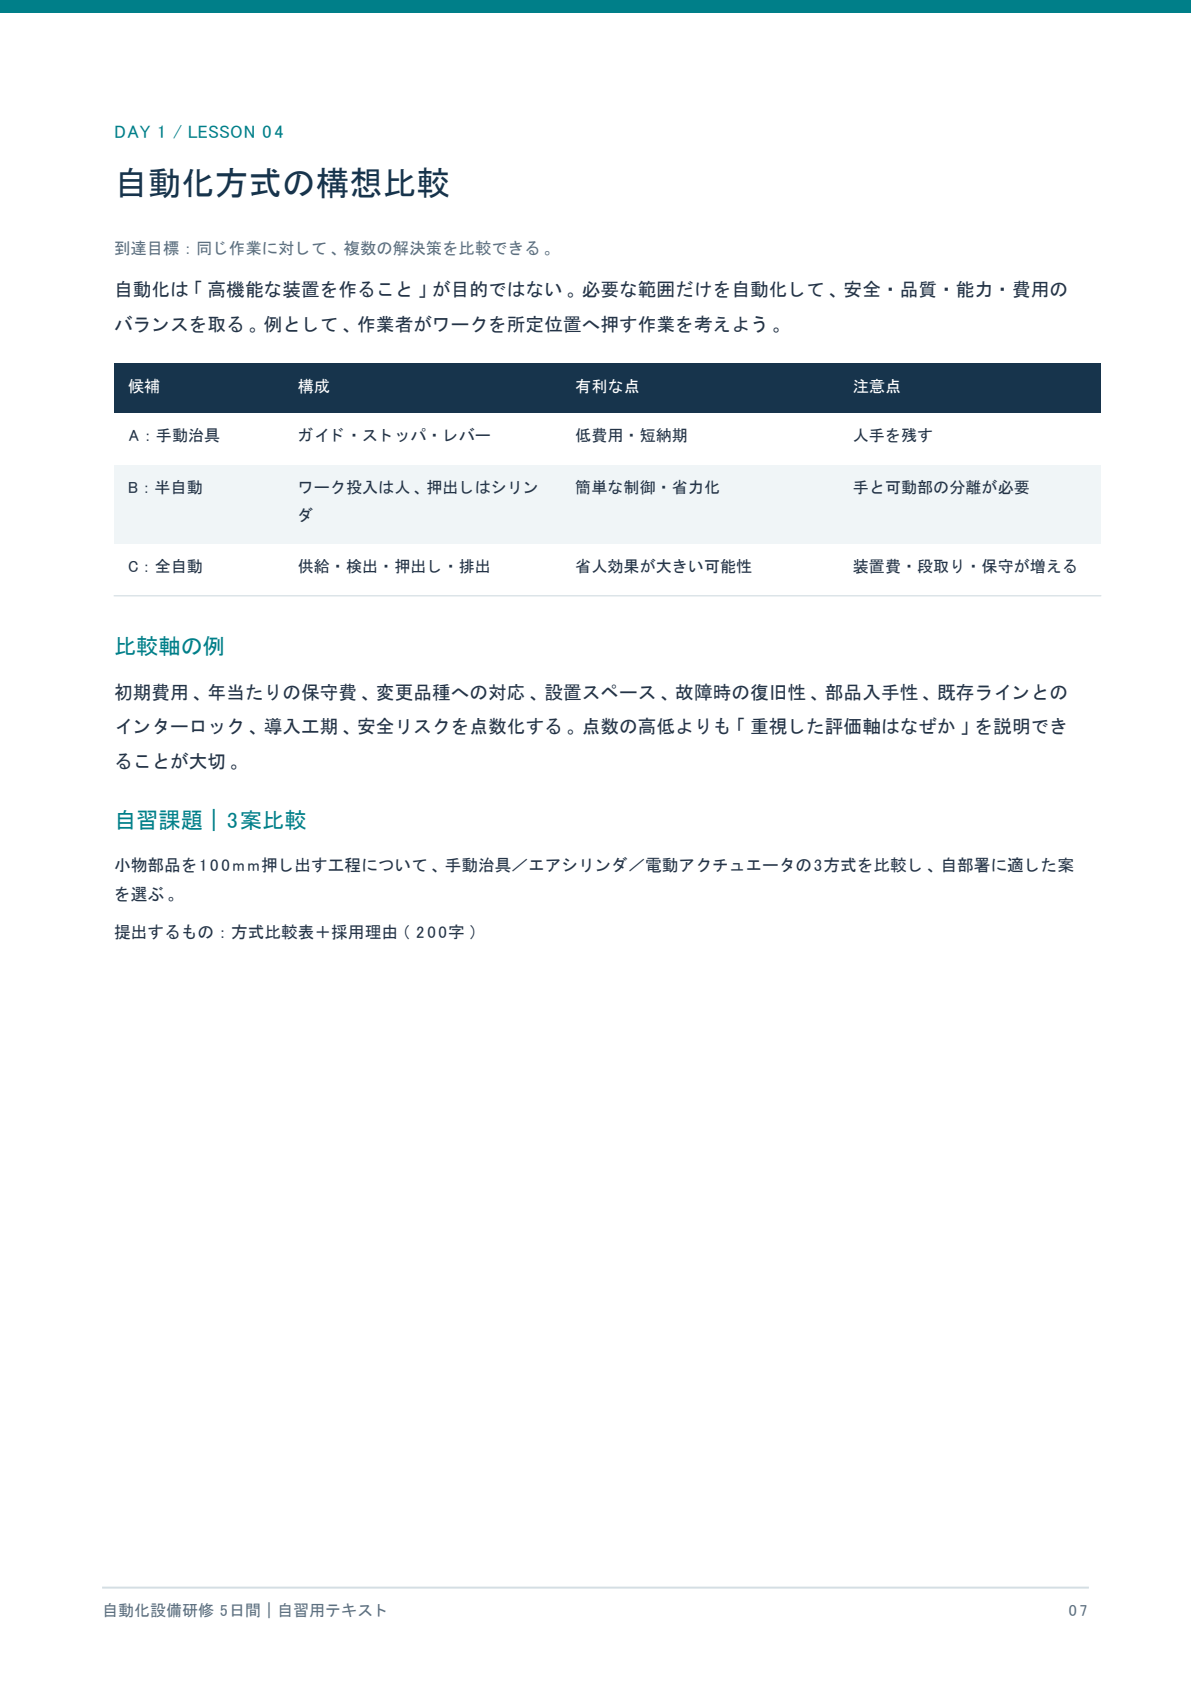 DAY 1 / LESSON 04
自動化方式の構想比較
到達目標：同じ作業に対して、複数の解決策を比較できる。
自動化は「高機能な装置を作ること」が目的ではない。必要な範囲だけを自動化して、安全・品質・能力・費用の
バランスを取る。例として、作業者がワークを所定位置へ押す作業を考えよう。
候補 構成 有利な点 注意点
A：手動治具 ガイド・ストッパ・レバー 低費用・短納期 人手を残す
B：半自動 ワーク投入は人、押出しはシリン 簡単な制御・省力化 手と可動部の分離が必要
ダ
C：全自動 供給・検出・押出し・排出 省人効果が大きい可能性 装置費・段取り・保守が増える
比較軸の例
初期費用、年当たりの保守費、変更品種への対応、設置スペース、故障時の復旧性、部品入手性、既存ラインとの
インターロック、導入工期、安全リスクを点数化する。点数の高低よりも「重視した評価軸はなぜか」を説明でき
ることが大切。
自習課題｜3案比較
小物部品を100mm押し出す工程について、手動治具／エアシリンダ／電動アクチュエータの3方式を比較し、自部署に適した案
を選ぶ。
提出するもの：方式比較表＋採用理由（200字）
自動化設備研修 5日間｜自習用テキスト 07